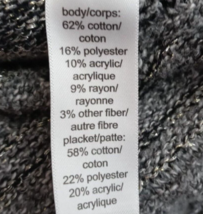 body/corps:
62% cotton/
coton
16% polyester
10% acrylic/
acrylique
9% rayon/
rayonne
3% other fiber/
autre fibre
placket/patte:
58% cotton/
coton
22% polyester
20% acrylic/
acrylique